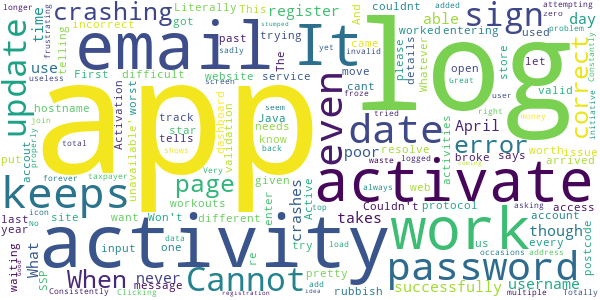 crashing
couldnt
able
email
It
log
sign
incorrect
Literally
This
register
got
telling
past
trying
use
time
First
difficult
website
The
service
sadly
yet
stumped
zero
attempting
no longer
And
worked
entering
came
used
please
details
Whatever
open
store
added
problem
Constantly
frustrating
day
let
us
update
app
even
date
correct
move
cant
screen
froze
invalid
user
Great
tried
right
money
valid
initiative
hostname
join
Activation
unavailable
worst
star
Java
track
tells
dashboard
needs
validation
know
back
seem
April
error
poor
resolve
web
says
worth
arrived
issue
keeps
page
put
properly
total
forever
taxpayer
accout
shows
Very
given
activities
waste
logged
broke
always
activate
password
work
activity
Cannot
When
never
last
year
icon
No
waiting
What
SSP
site
input
data
message
want
Won't
one
Clicking
registration
Consistently
workouts
different
crashes
enter
Active
re
try
load
add
idea
top
pretty
rubbish
occasions
address
Couldn't
takes
protocol
successfully
though
username
account
every
asking
multiple
Totally
access
postcode